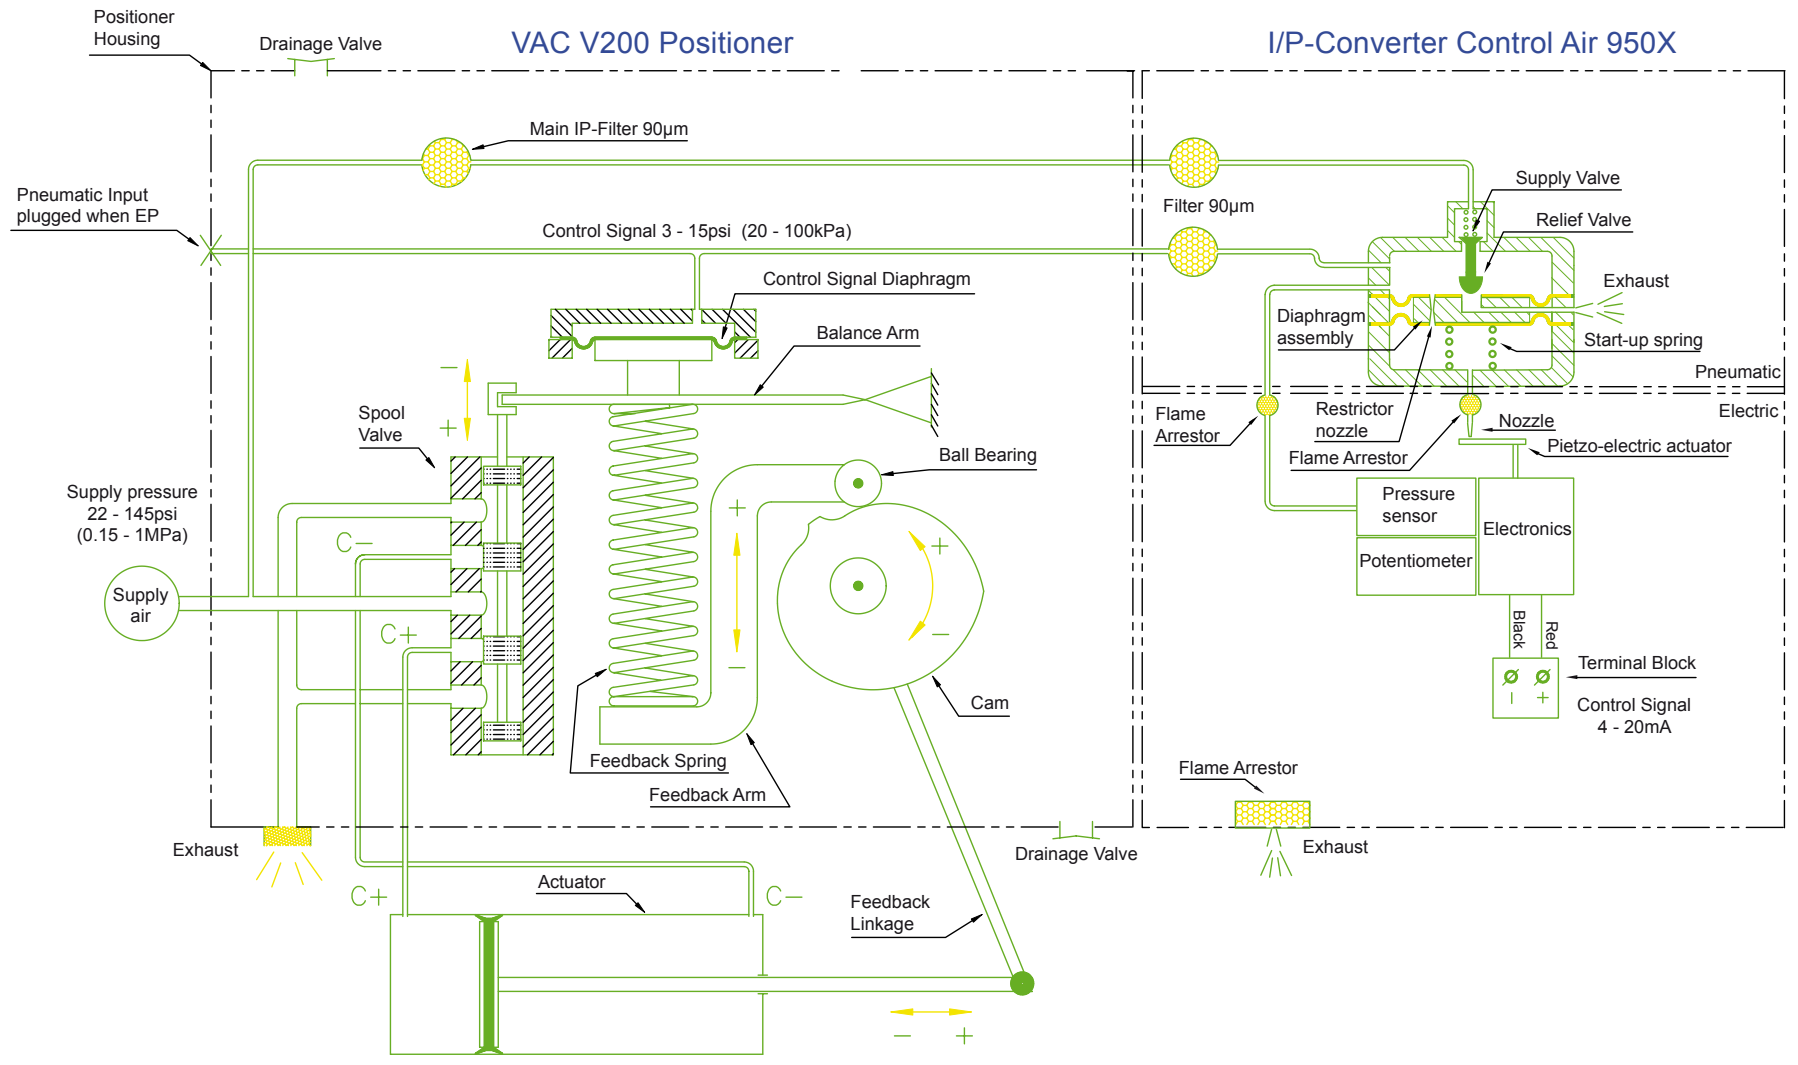 Positioner
Housing
Drainage Valve
VAC V200 Positioner
I/P-Converter Control Air 950X
Main IP-Filter 90µm
Pneumatic Input
plugged when EP
Supply Valve
Filter 90µm
Relief Valve
Control Signal 3 - 15psi (20 - 100kPa)
Control Signal Diaphragm
Exhaust
Diaphragm
assembly
Balance Arm
Start-up spring
Pneumatic
Electric
Spool
Valve
Flame
Arrestor
Restrictor
nozzle
Nozzle
Flame Arrestor
Pietzo-electric actuator
Ball Bearing
Supply pressure
22 - 145psi
(0.15 - 1MPa)
Pressure
sensor
Electronics
Potentiometer
C−
Supply
air
C+
Black
Red
Terminal Block
Control Signal
4 - 20mA
Cam
Feedback Spring
Feedback Arm
Flame Arrestor
Exhaust
Exhaust
Drainage Valve
C+
Actuator
C−
Feedback
Linkage
− +